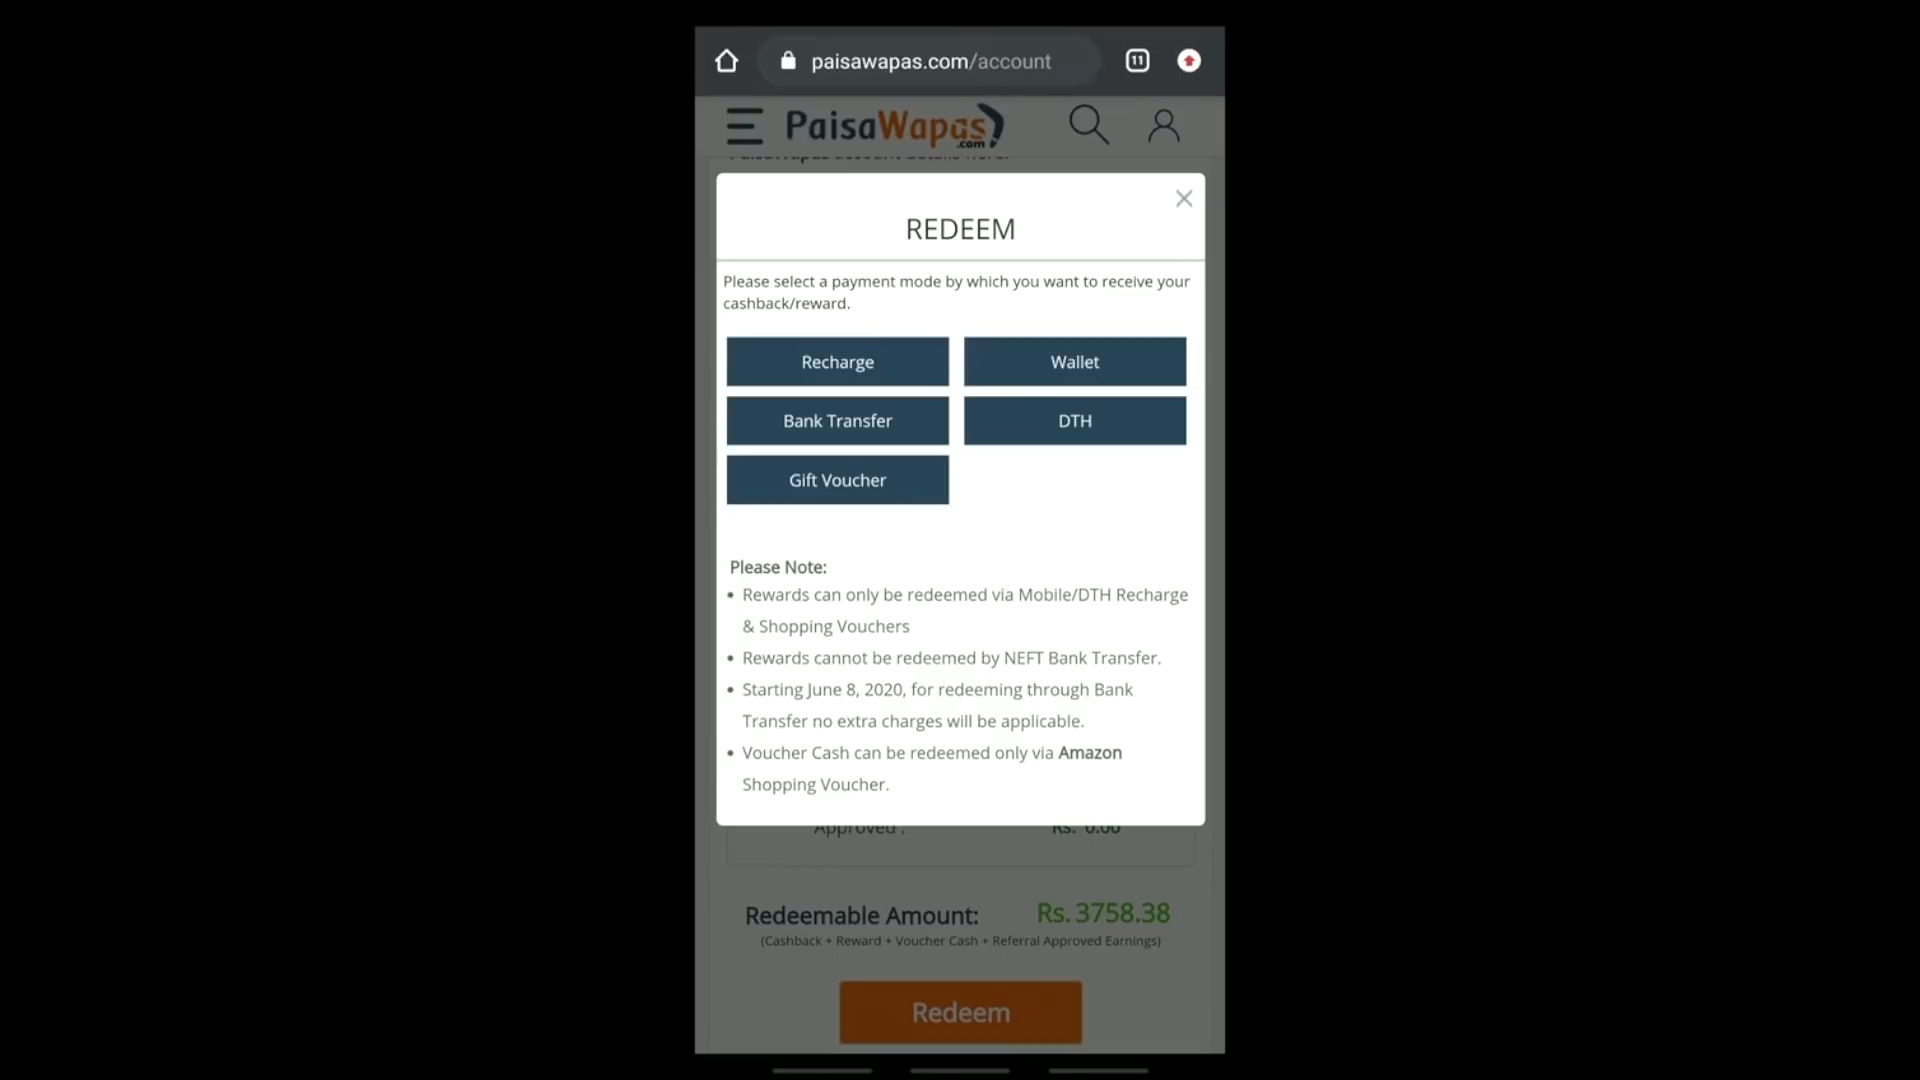 paisawapas.com/account
11
PaisaWapas
.com
REDEEM
Please select a payment mode by which you want to receive your
cashback/reward.
Recharge
Wallet
Bank Transfer
DTH
Gift Voucher
Please Note:
• Rewards can only be redeemed via Mobile/DTH Recharge
& Shopping Vouchers
• Rewards cannot be redeemed by NEFT Bank Transfer.
• Starting June 8, 2020, for redeeming through Bank
Transfer no extra charges will be applicable.
• Voucher Cash can be redeemed only via Amazon
Shopping Voucher.
Approved :
Rs. 0.00
Redeemable Amount:
Rs. 3758.38
(Cashback + Reward + Voucher Cash + Referral Approved Earnings)
Redeem